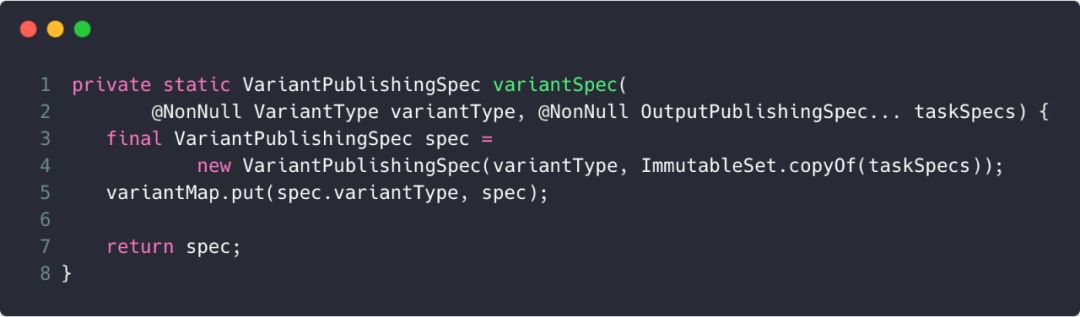 1 private static VariantPublishingSpec variantSpec(
2 @NonNull VariantType variantType, @NonNull OutputPublishingSpec... taskSpecs) {
3 final VariantPublishingSpec spec =
4 new VariantPublishingSpec(variantType, ImmutableSet.copyOf(taskSpecs));
5 variantMap.put(spec.variantType, spec);
6
7 return spec;
8 }